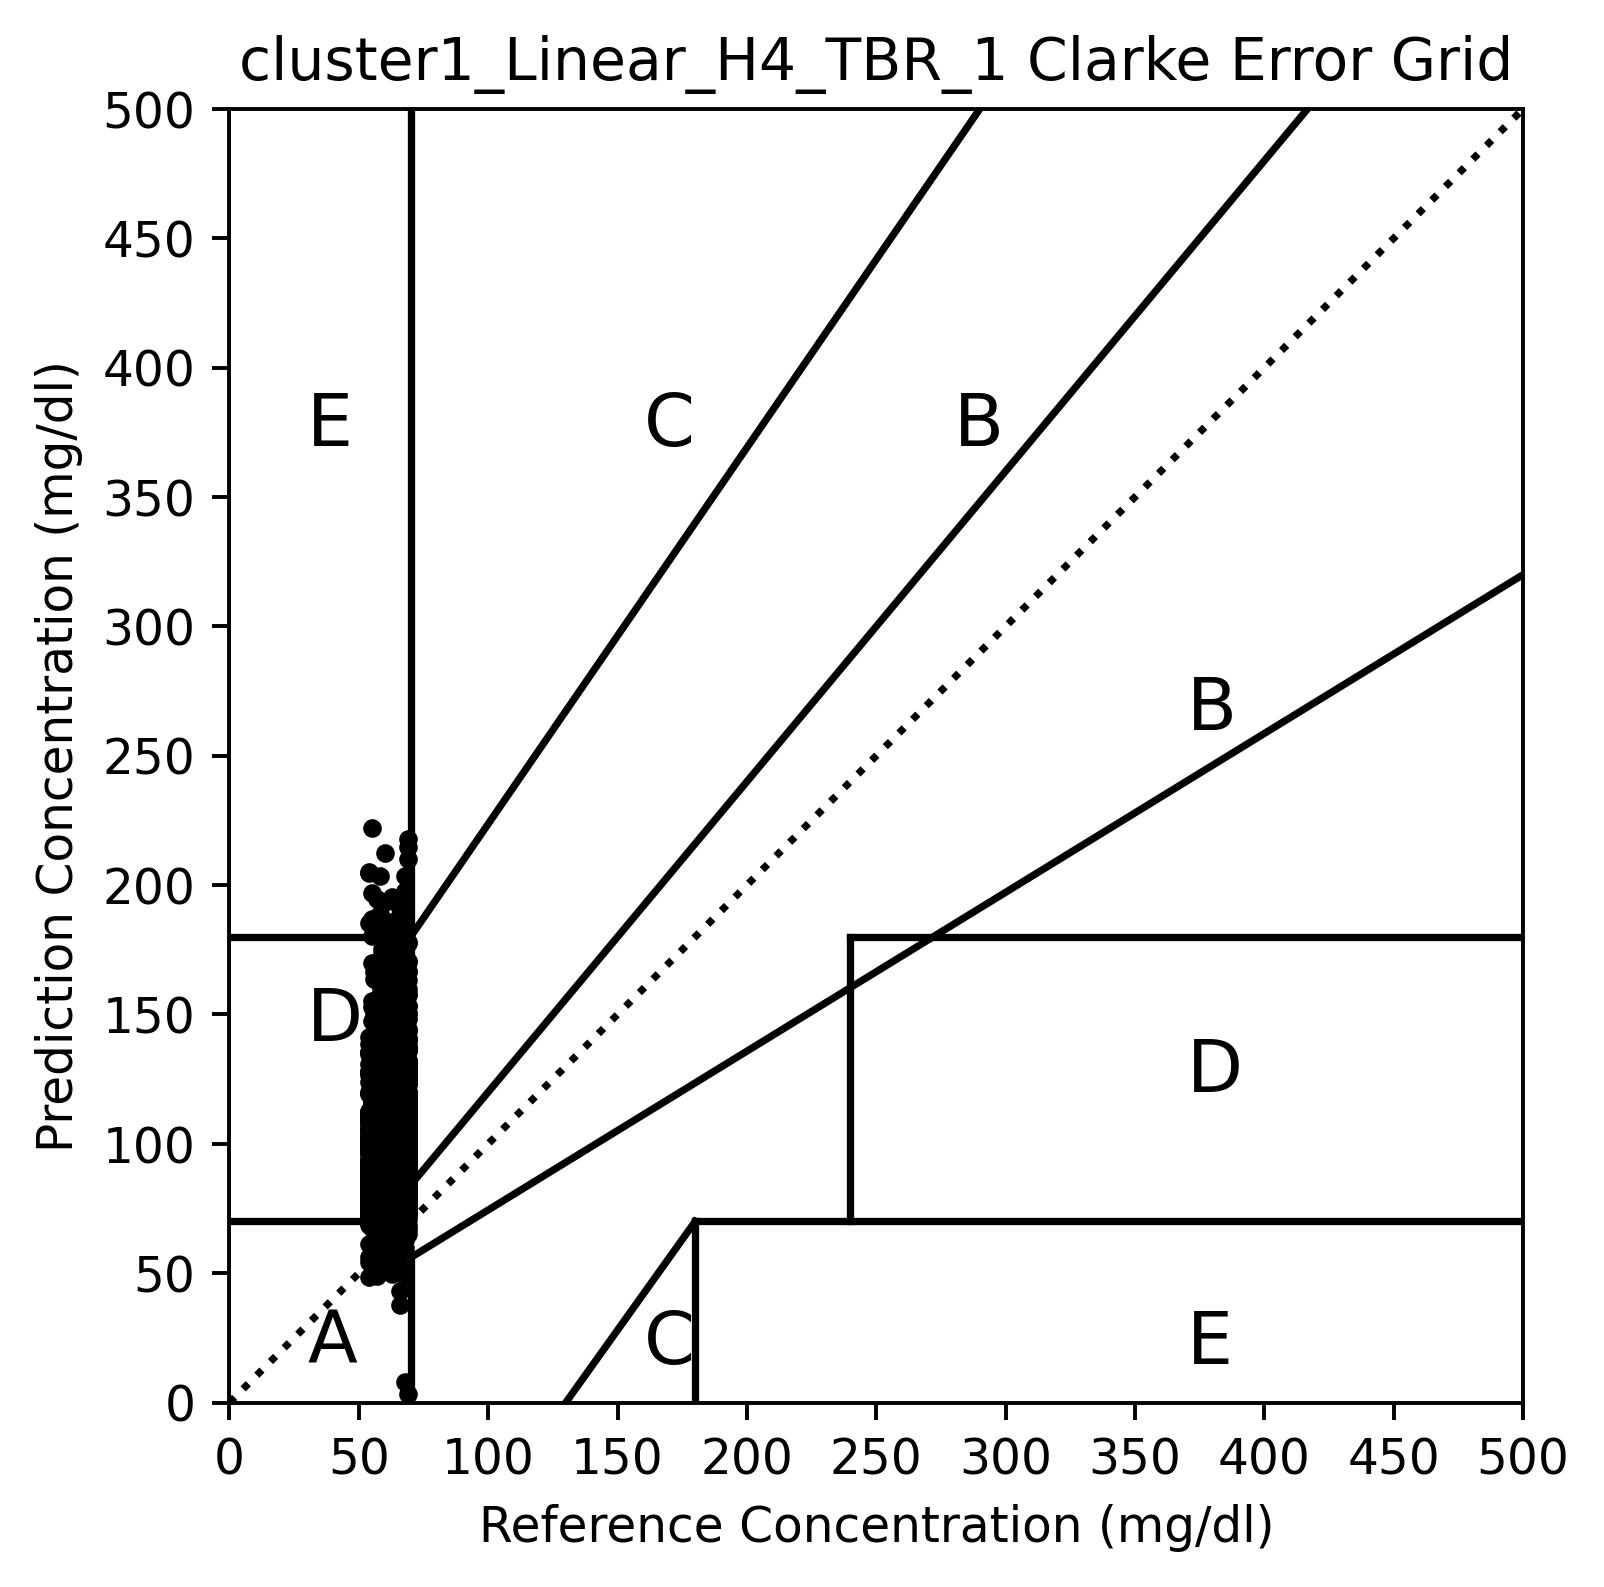 cluster1_Linear_H4_TBR_1 Clarke Error Grid
500
450
400
350
300
250
200
150
100
50
0
Prediction Concentration (mg/dl)
E
C
B
B
D
D
A
C
E
0 50 100 150 200 250 300 350 400 450 500
Reference Concentration (mg/dl)